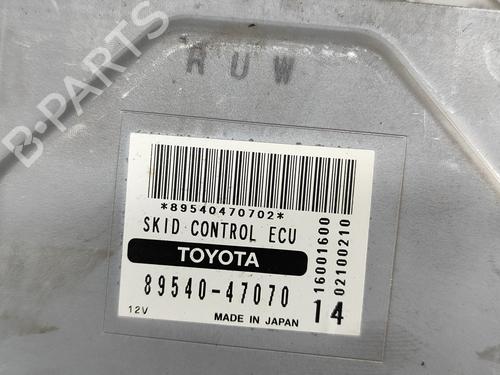 RUW
B-PARTS
*89540470702*
SKID CONTROL ECU
TOYOTA
89540-47070
14
12V
MADE IN JAPAN
16001600
02100210